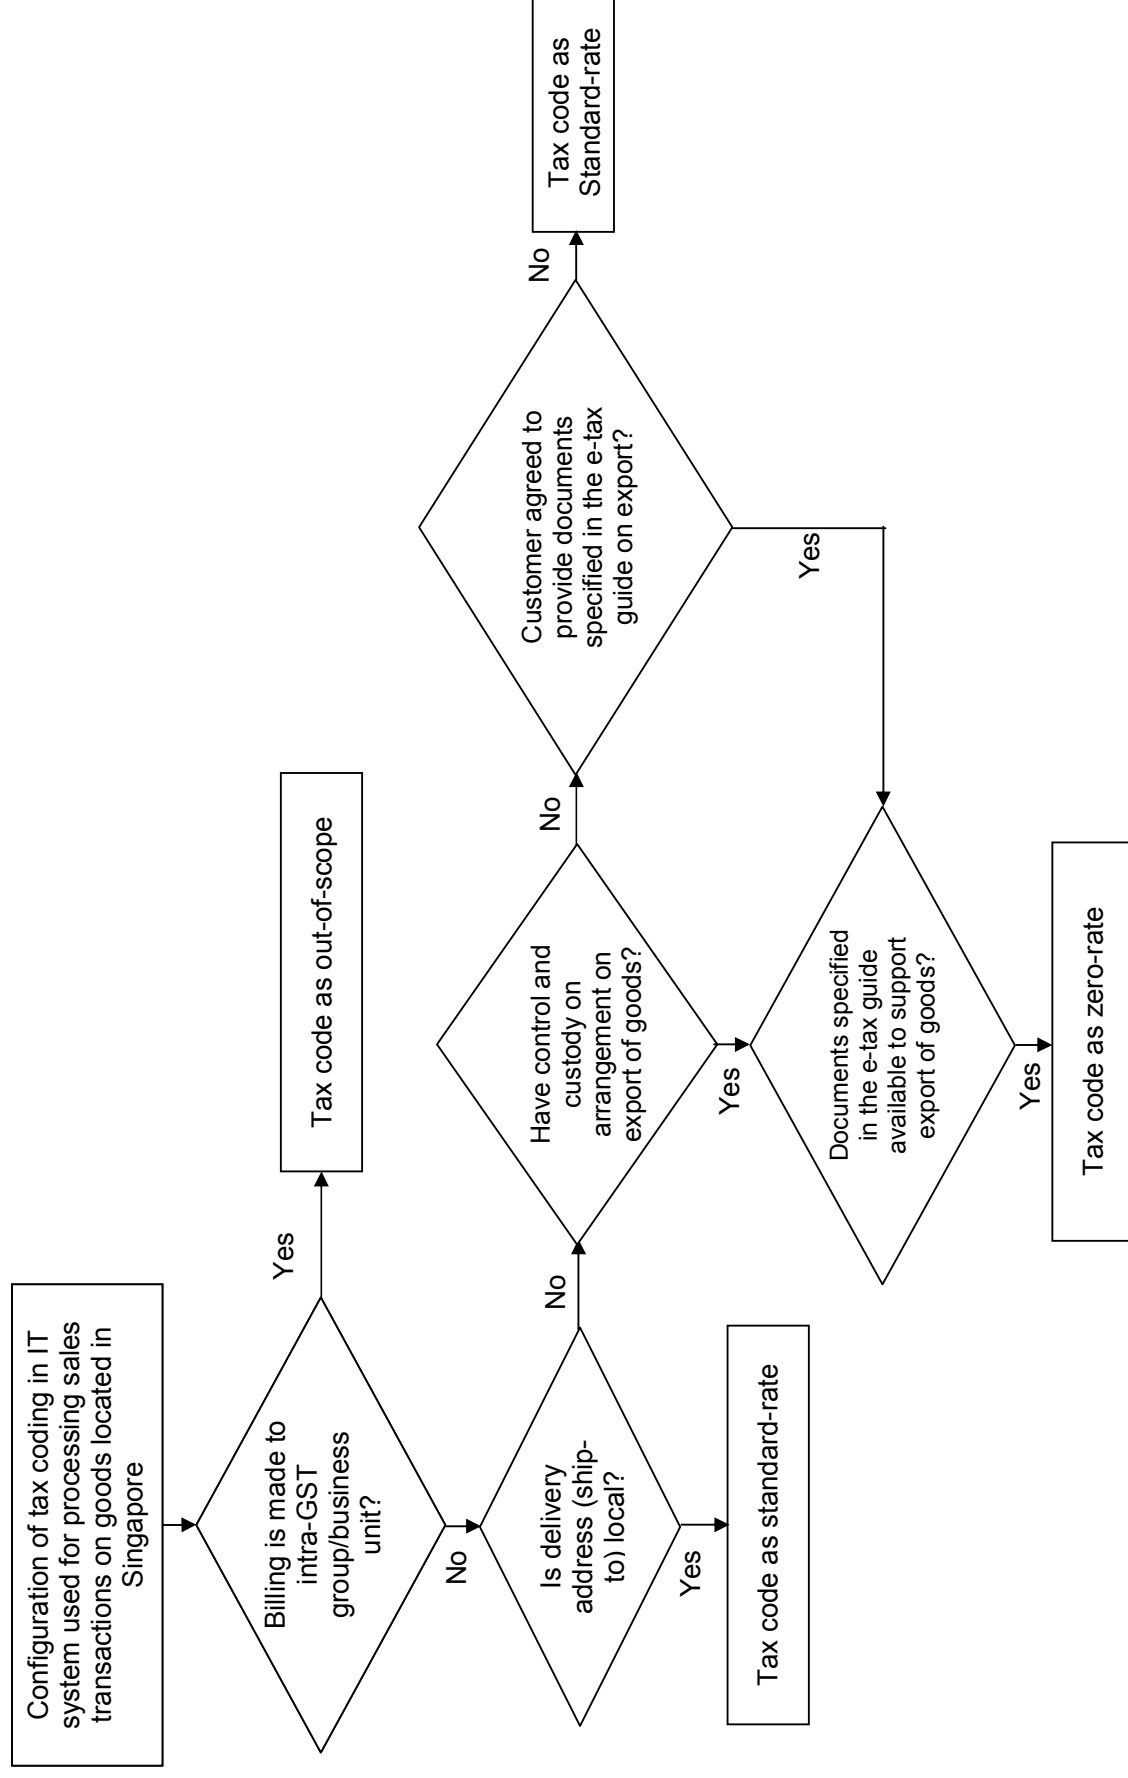 Configuration of tax coding in IT
system used for processing sales
transactions on goods located in
Singapore
Billing is made to
intra-GST
group/business
unit?
Yes
Tax code as out-of-scope
No
Is delivery
address (ship-
to) local?
Yes
Tax code as standard-rate
No
Have control and
custody on
arrangement on
export of goods?
No
Customer agreed to
provide documents
specified in the e-tax
guide on export?
No
Tax code as
Standard-rate
Yes
Yes
Documents specified
in the e-tax guide
available to support
export of goods?
Yes
Tax code as zero-rate